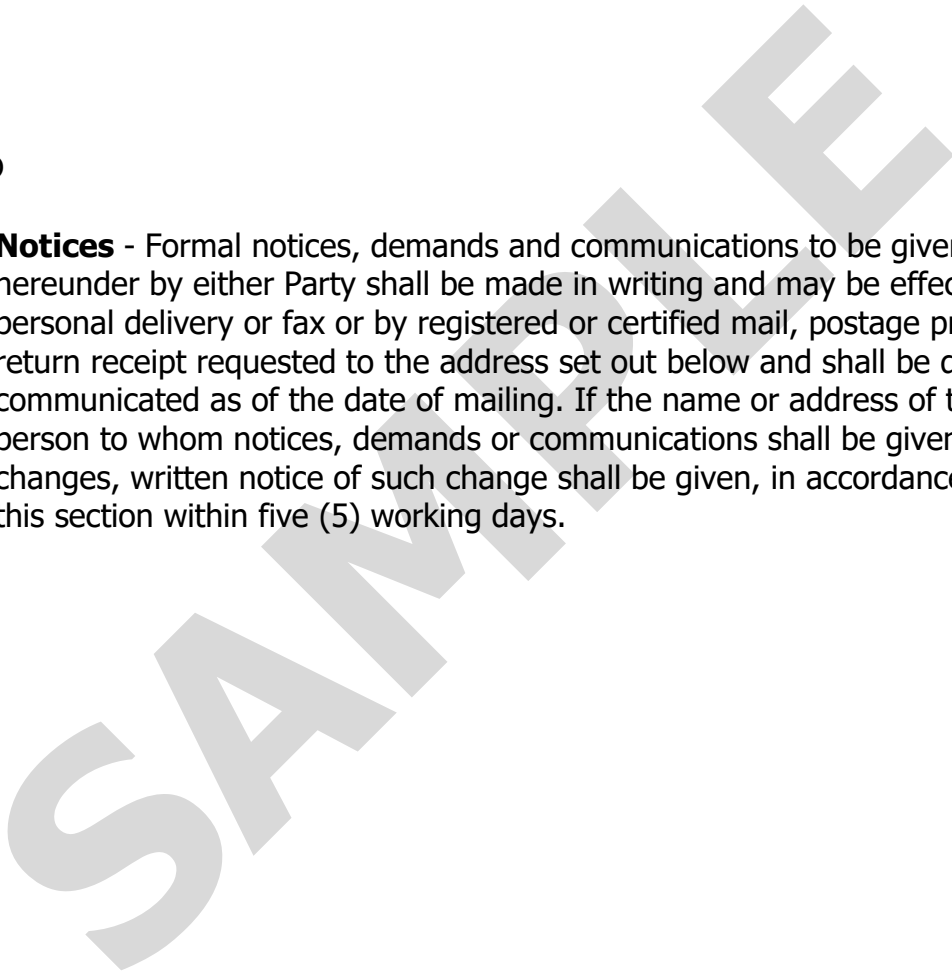 SAMPLE
Notices - Formal notices, demands and communications to be given
hereunder by either Party shall be made in writing and may be
personal delivery or fax or by registered or certified mail, postage
return receipt requested to the address set out below and shall be
communicated as of the date of mailing. If the name or address of
person to whom notices, demands or communications shall be given
changes, written notice of such change shall be given, in accordance
this section within five (5) working days.